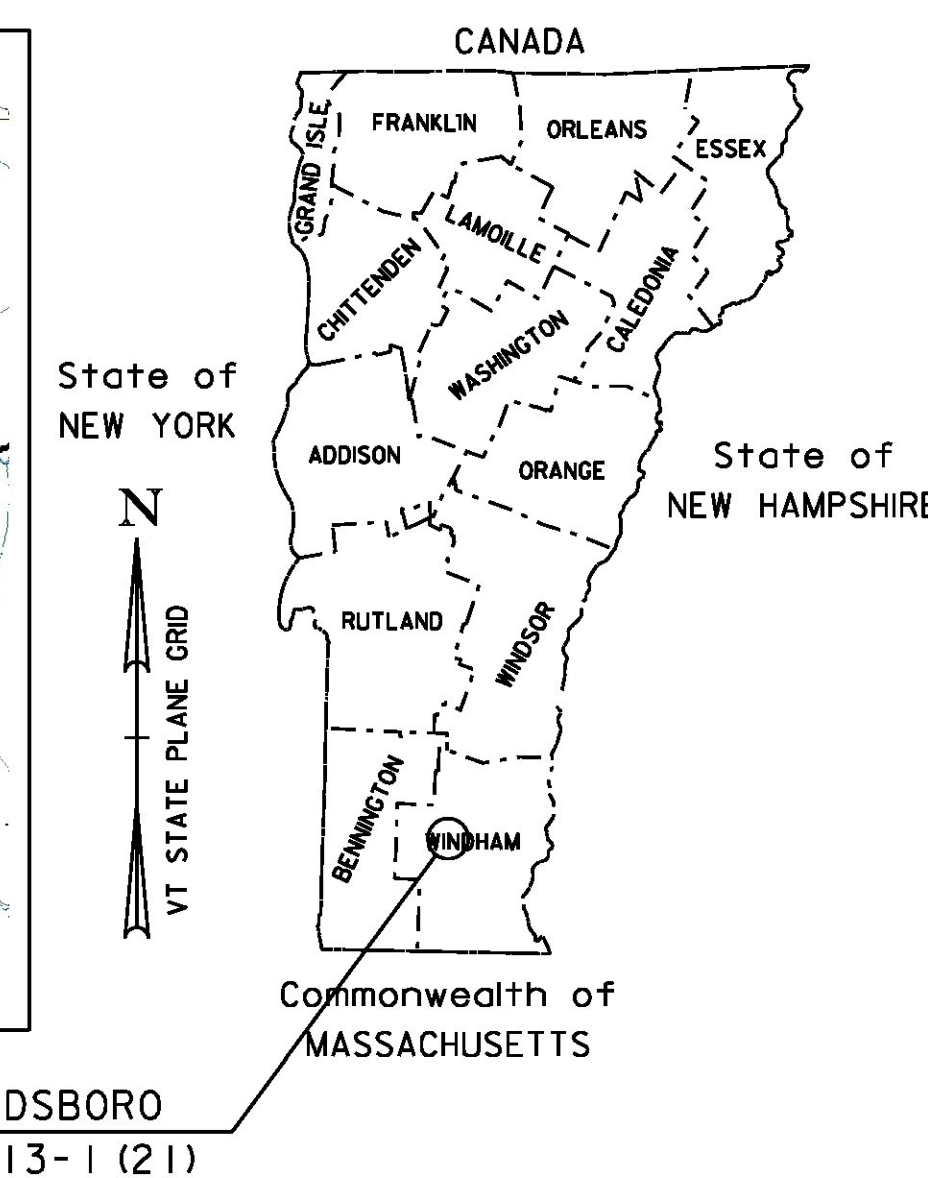 CANADA
GRAND ISLE
FRANKLIN
ORLEANS
ESSEX
LAMOILLE
CHITTENDEN
CALEDONIA
WASHINGTON
State of
NEW YORK
ADDISON
ORANGE
State of
NEW HAMPSHIRE
N
VT STATE PLANE GRID
RUTLAND
WINDSOR
BENNINGTON
WINDHAM
Commonwealth of
MASSACHUSETTS
DSBORO
13-1(21)